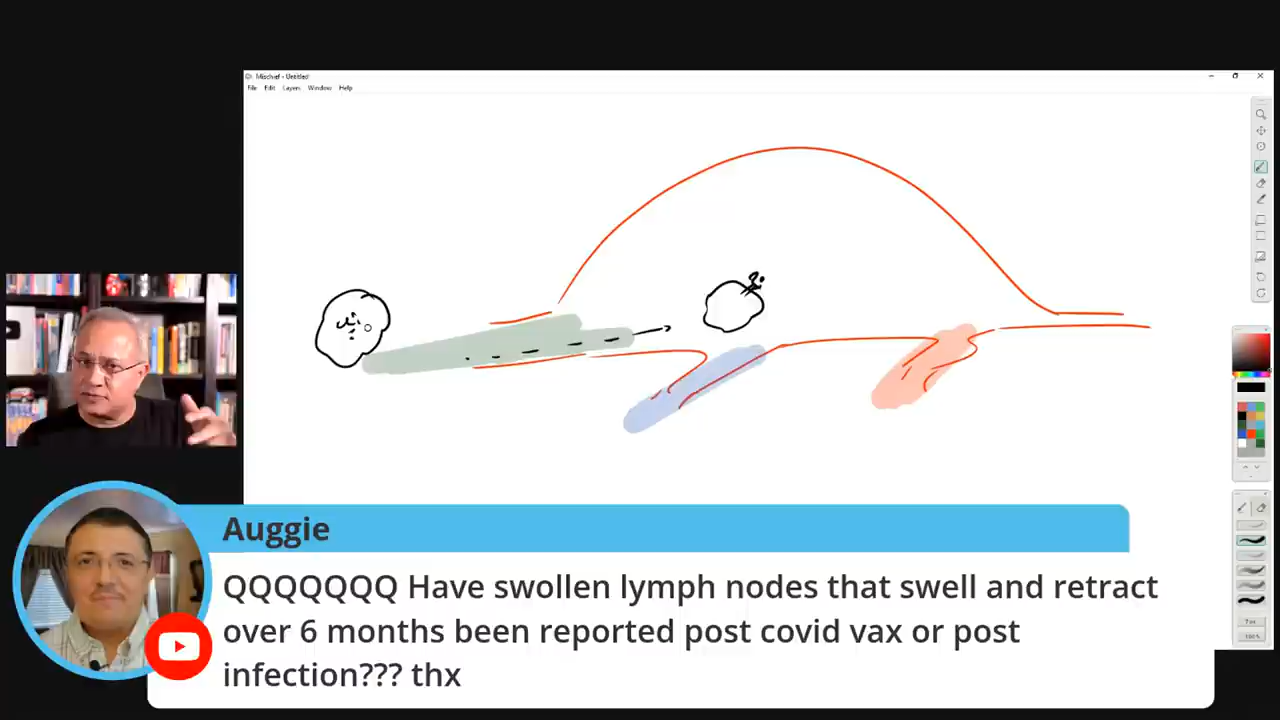 Mischief - Untitled
File Edit Layers Window Help
Auggie
QQQQQQQ Have swollen lymph nodes that swell and retract
over 6 months been reported post covid vax or post
infection??? thx
100%